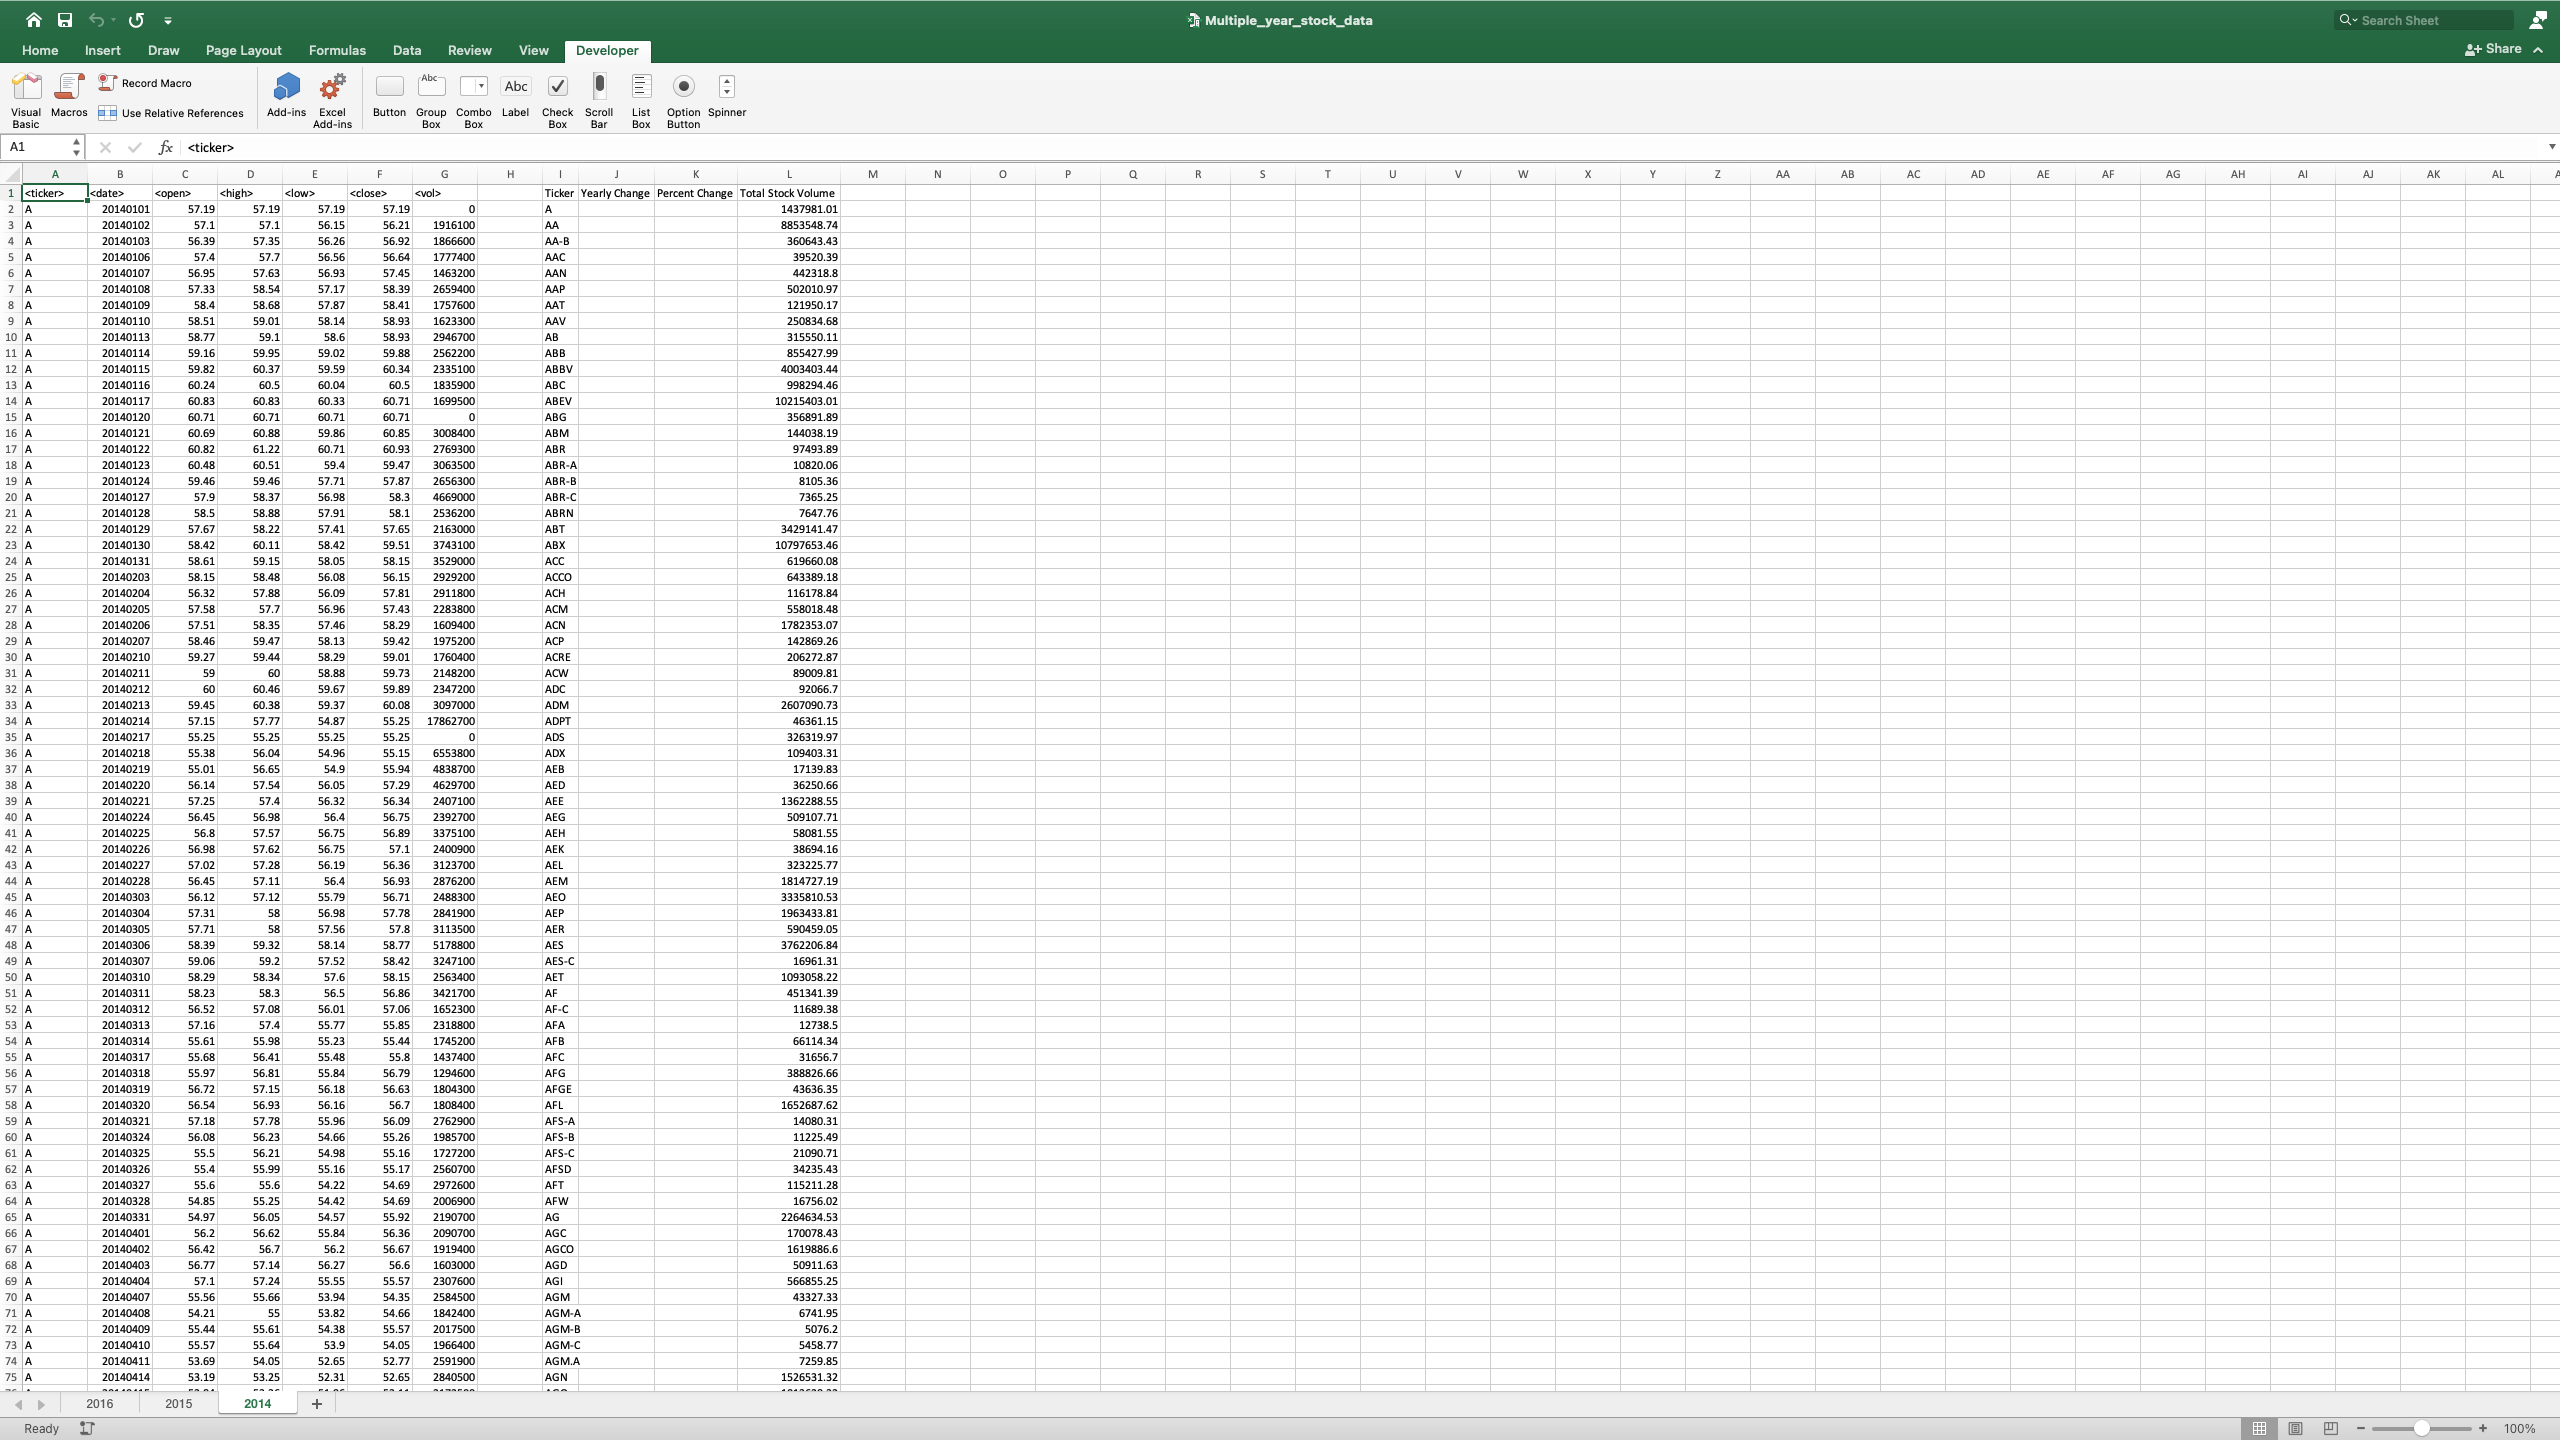 Multiple_year_stock_data
Search Sheet
Home Insert Draw Page Layout Formulas Data Review View Developer
Share
Visual Basic Macros Record Macro Use Relative References Add-ins Excel Add-ins Button Group Box Combo Box Label Check Box Scroll Bar List Box Option Button Spinner
Abc Abc
A1 fx <ticker>
A B C D E F G H I J K L M N O P Q R S T U V W X Y Z AA AB AC AD AE AF AG AH AI AJ AK AL
1 <ticker> <date> <open> <high> <low> <close> <vol> Ticker Yearly Change Percent Change Total Stock Volume
2 A 20140101 57.19 57.19 57.19 57.19 0 A 1437981.01
3 A 20140102 57.1 57.1 56.15 56.21 1916100 AA 8853548.74
4 A 20140103 56.39 57.35 56.26 56.92 1866600 AA-B 360643.43
5 A 20140106 57.4 57.7 56.56 56.64 1777400 AAC 39520.39
6 A 20140107 56.95 57.63 56.93 57.45 1463200 AAN 442318.8
7 A 20140108 57.33 58.54 57.17 58.39 2659400 AAP 502010.97
8 A 20140109 58.4 58.68 57.87 58.41 1757600 AAT 121950.17
9 A 20140110 58.51 59.01 58.14 58.93 1623300 AAV 250834.68
10 A 20140113 58.77 59.1 58.6 58.93 2946700 AB 315550.11
11 A 20140114 59.16 59.95 59.02 59.88 2562200 ABB 855427.99
12 A 20140115 59.82 60.37 59.59 60.34 2335100 ABBV 4003403.44
13 A 20140116 60.24 60.5 60.04 60.5 1835900 ABC 998294.46
14 A 20140117 60.83 60.83 60.33 60.71 1699500 ABEV 10215403.01
15 A 20140120 60.71 60.71 60.71 60.71 0 ABG 356891.89
16 A 20140121 60.69 60.88 59.86 60.85 3008400 ABM 144038.19
17 A 20140122 60.82 61.22 60.71 60.93 2769300 ABR 97493.89
18 A 20140123 60.48 60.51 59.4 59.47 3063500 ABR-A 10820.06
19 A 20140124 59.46 59.46 57.71 57.87 2656300 ABR-B 8105.36
20 A 20140127 57.9 58.37 56.98 58.3 4669000 ABR-C 7365.25
21 A 20140128 58.5 58.88 57.91 58.1 2536200 ABRN 7647.76
22 A 20140129 57.67 58.22 57.41 57.65 2163000 ABT 3429141.47
23 A 20140130 58.42 60.11 58.42 59.51 3743100 ABX 10797653.46
24 A 20140131 58.61 59.15 58.05 58.15 3529000 ACC 619660.08
25 A 20140203 58.15 58.48 56.08 56.15 2929200 ACCO 643389.18
26 A 20140204 56.32 57.88 56.09 57.81 2911800 ACH 116178.84
27 A 20140205 57.58 57.7 56.96 57.43 2283800 ACM 558018.48
28 A 20140206 57.51 58.35 57.46 58.29 1609400 ACN 1782353.07
29 A 20140207 58.46 59.47 58.13 59.42 1975200 ACP 142869.26
30 A 20140210 59.27 59.44 58.29 59.01 1760400 ACRE 206272.87
31 A 20140211 59 60 58.88 59.73 2148200 ACW 89009.81
32 A 20140212 60 60.46 59.67 59.89 2347200 ADC 92066.7
33 A 20140213 59.45 60.38 59.37 60.08 3097000 ADM 2607090.73
34 A 20140214 57.15 57.77 54.87 55.25 17862700 ADPT 46361.15
35 A 20140217 55.25 55.25 55.25 55.25 0 ADS 326319.97
36 A 20140218 55.38 56.04 54.96 55.15 6553800 ADX 109403.31
37 A 20140219 55.01 56.65 54.9 55.94 4838700 AEB 17139.83
38 A 20140220 56.14 57.54 56.05 57.29 4629700 AED 36250.66
39 A 20140221 57.25 57.4 56.32 56.34 2407100 AEE 1362288.55
40 A 20140224 56.45 56.98 56.4 56.75 2392700 AEG 509107.71
41 A 20140225 56.8 57.57 56.75 56.89 3375100 AEH 58081.55
42 A 20140226 56.98 57.62 56.75 57.1 2400900 AEK 38694.16
43 A 20140227 57.02 57.28 56.19 56.36 3123700 AEL 323225.77
44 A 20140228 56.45 57.11 56.4 56.93 2876200 AEM 1814727.19
45 A 20140303 56.12 57.12 55.79 56.71 2488300 AEO 3335810.53
46 A 20140304 57.31 58 56.98 57.78 2841900 AEP 1963433.81
47 A 20140305 57.71 58 57.56 57.8 3113500 AER 590459.05
48 A 20140306 58.39 59.32 58.14 58.77 5178800 AES 3762206.84
49 A 20140307 59.06 59.2 57.52 58.42 3247100 AES-C 16961.31
50 A 20140310 58.29 58.34 57.6 58.15 2563400 AET 1093058.22
51 A 20140311 58.23 58.3 56.5 56.86 3421700 AF 451341.39
52 A 20140312 56.52 57.08 56.01 57.06 1652300 AF-C 11689.38
53 A 20140313 57.16 57.4 55.77 55.85 2318800 AFA 12738.5
54 A 20140314 55.61 55.98 55.23 55.44 1745200 AFB 66114.34
55 A 20140317 55.68 56.41 55.48 55.8 1437400 AFC 31656.7
56 A 20140318 55.97 56.81 55.84 56.79 1294600 AFG 388826.66
57 A 20140319 56.72 57.15 56.18 56.63 1804300 AFGE 43636.35
58 A 20140320 56.54 56.93 56.16 56.7 1808400 AFL 1652687.62
59 A 20140321 57.18 57.78 55.96 56.09 2762900 AFS-A 14080.31
60 A 20140324 56.08 56.23 54.66 55.26 1985700 AFS-B 11225.49
61 A 20140325 55.5 56.21 54.98 55.16 1727200 AFS-C 21090.71
62 A 20140326 55.4 55.99 55.16 55.17 2560700 AFSD 34235.43
63 A 20140327 55.6 55.6 54.22 54.69 2972600 AFT 115211.28
64 A 20140328 54.85 55.25 54.42 54.69 2006900 AFW 16756.02
65 A 20140331 54.97 56.05 54.57 55.92 2190700 AG 2264634.53
66 A 20140401 56.2 56.62 55.84 56.36 2090700 AGC 170078.43
67 A 20140402 56.42 56.7 56.2 56.67 1919400 AGCO 1619886.6
68 A 20140403 56.77 57.14 56.27 56.6 1603000 AGD 50911.63
69 A 20140404 57.1 57.24 55.55 55.57 2307600 AGI 566855.25
70 A 20140407 55.56 55.66 53.94 54.35 2584500 AGM 43327.33
71 A 20140408 54.21 55 53.82 54.66 1842400 AGM-A 6741.95
72 A 20140409 55.44 55.61 54.38 55.57 2017500 AGM-B 5076.2
73 A 20140410 55.57 55.64 53.9 54.05 1966400 AGM-C 5458.77
74 A 20140411 53.69 54.05 52.65 52.77 2591900 AGM.A 7259.85
75 A 20140414 53.19 53.25 52.31 52.65 2840500 AGN 1526531.32
2016 2015 2014 +
Ready 100%